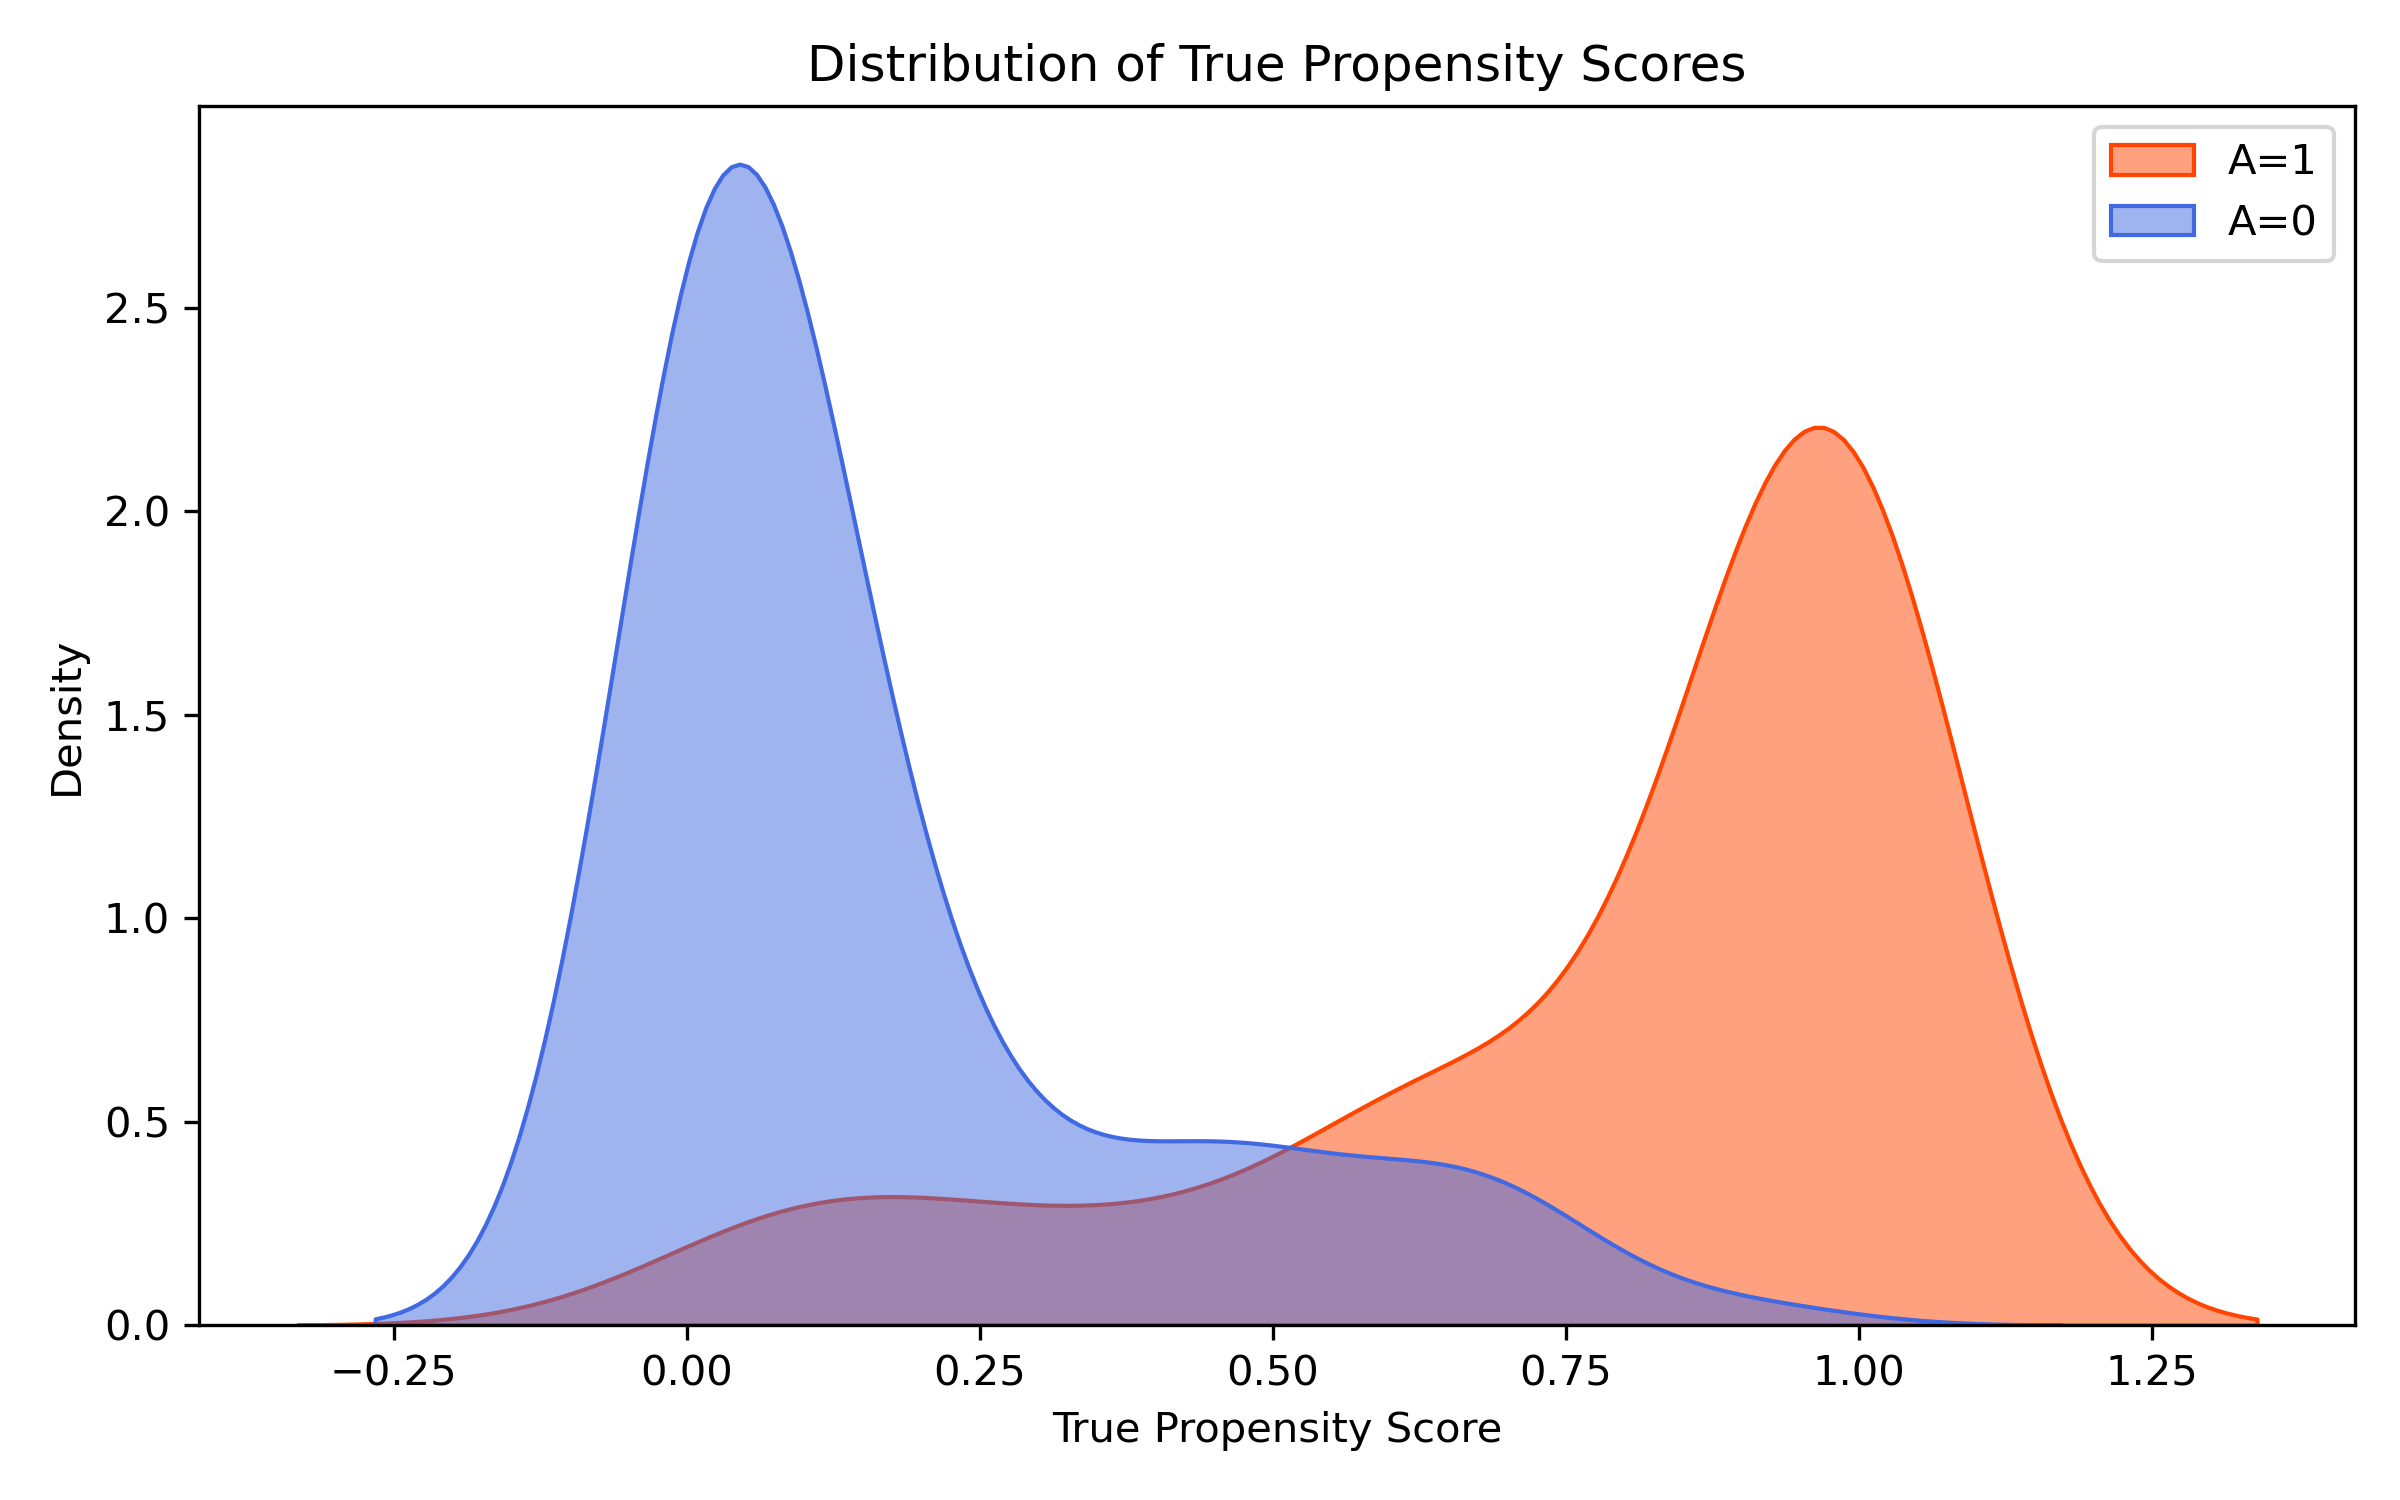 Distribution of True Propensity Scores
A=1
A=0
Density
2.5
2.0
1.5
1.0
0.5
0.0
−0.25 0.00 0.25 0.50 0.75 1.00 1.25
True Propensity Score